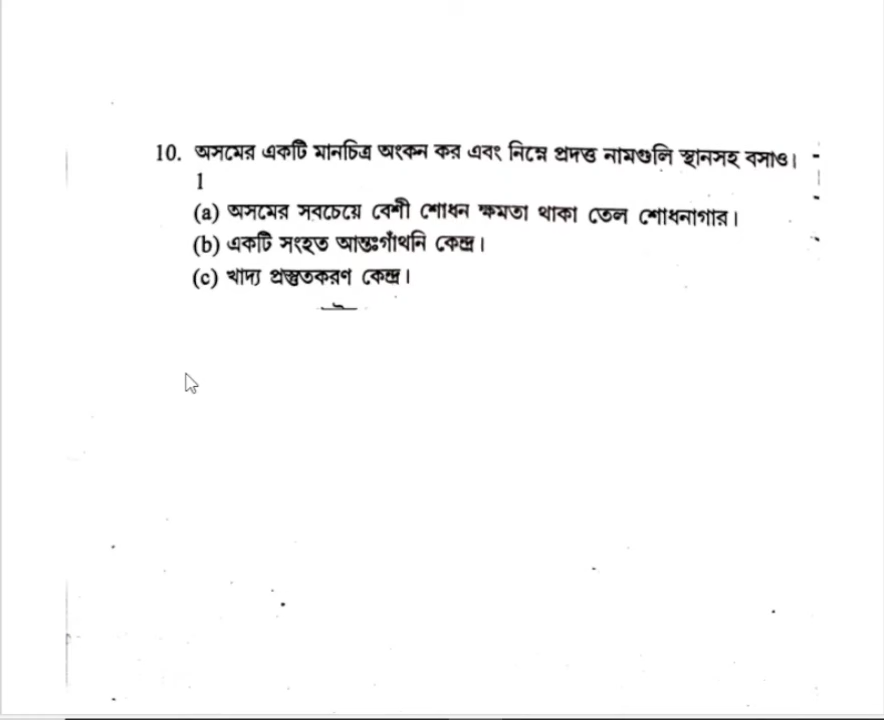 10. অসমের একটি মানচিত্র অংকন কর এবং নিম্নে প্রদত্ত নামগুলি স্থানসহ বসাও।
1
(a) অসমের সবচেয়ে বেশী শোধন ক্ষমতা থাকা তেল শোধনাগার।
(b) একটি সংহত আন্তঃগাঁথনি কেন্দ্র।
(c) খাদ্য প্রস্তুতকরণ কেন্দ্র।